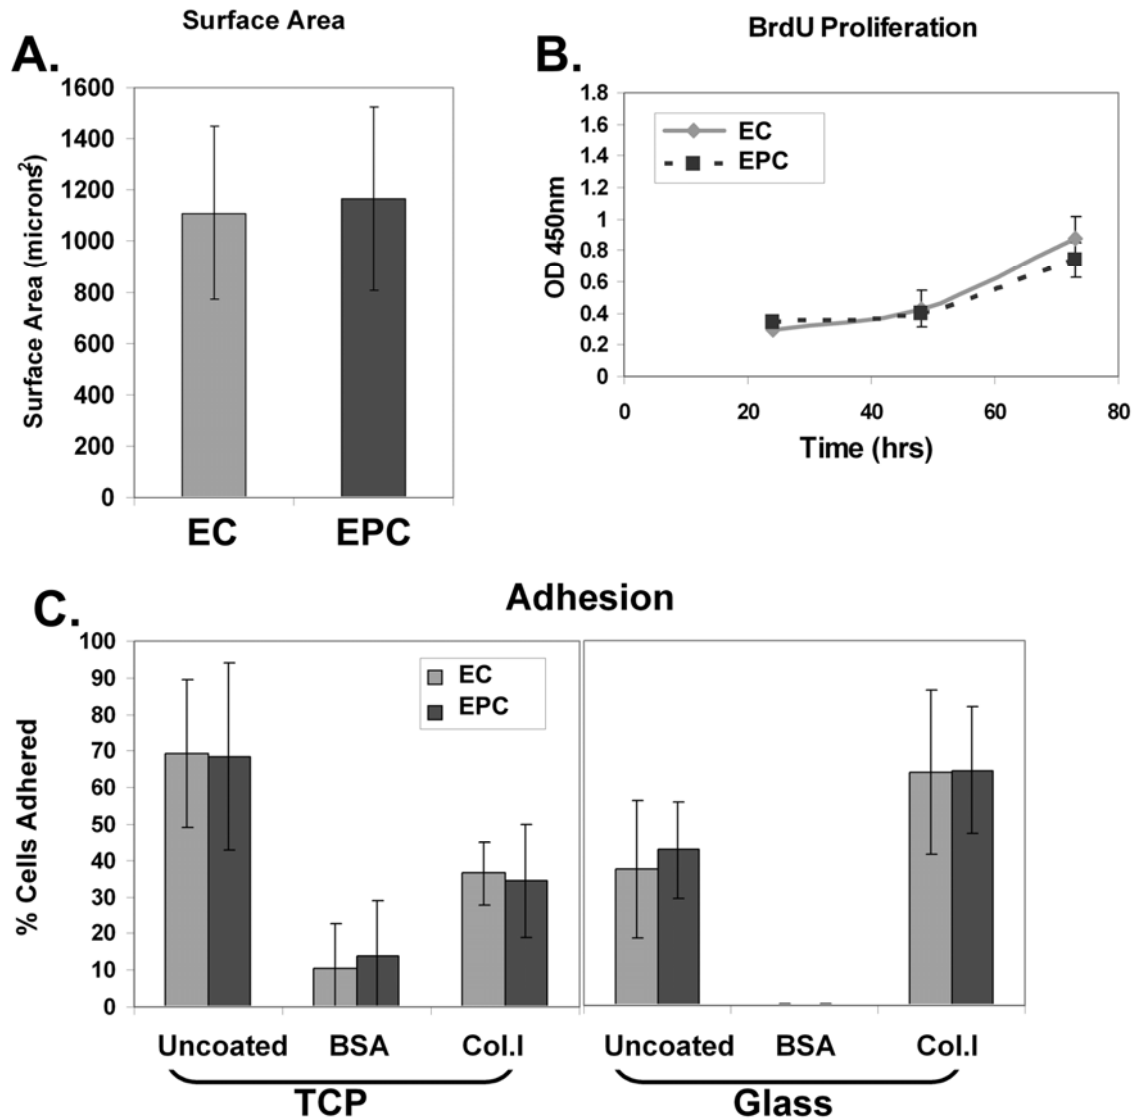 Surface Area
A.
Surface Area (microns²)
1600
1400
1200
1000
800
600
400
200
0
EC EPC
BrdU Proliferation
B.
OD 450nm
1.8
1.6
1.4
1.2
1
0.8
0.6
0.4
0.2
0
EC
EPC
0 20 40 60 80
Time (hrs)
Adhesion
C.
% Cells Adhered
100
90
80
70
60
50
40
30
20
10
0
EC
EPC
Uncoated BSA Col.I Uncoated BSA Col.I
TCP Glass